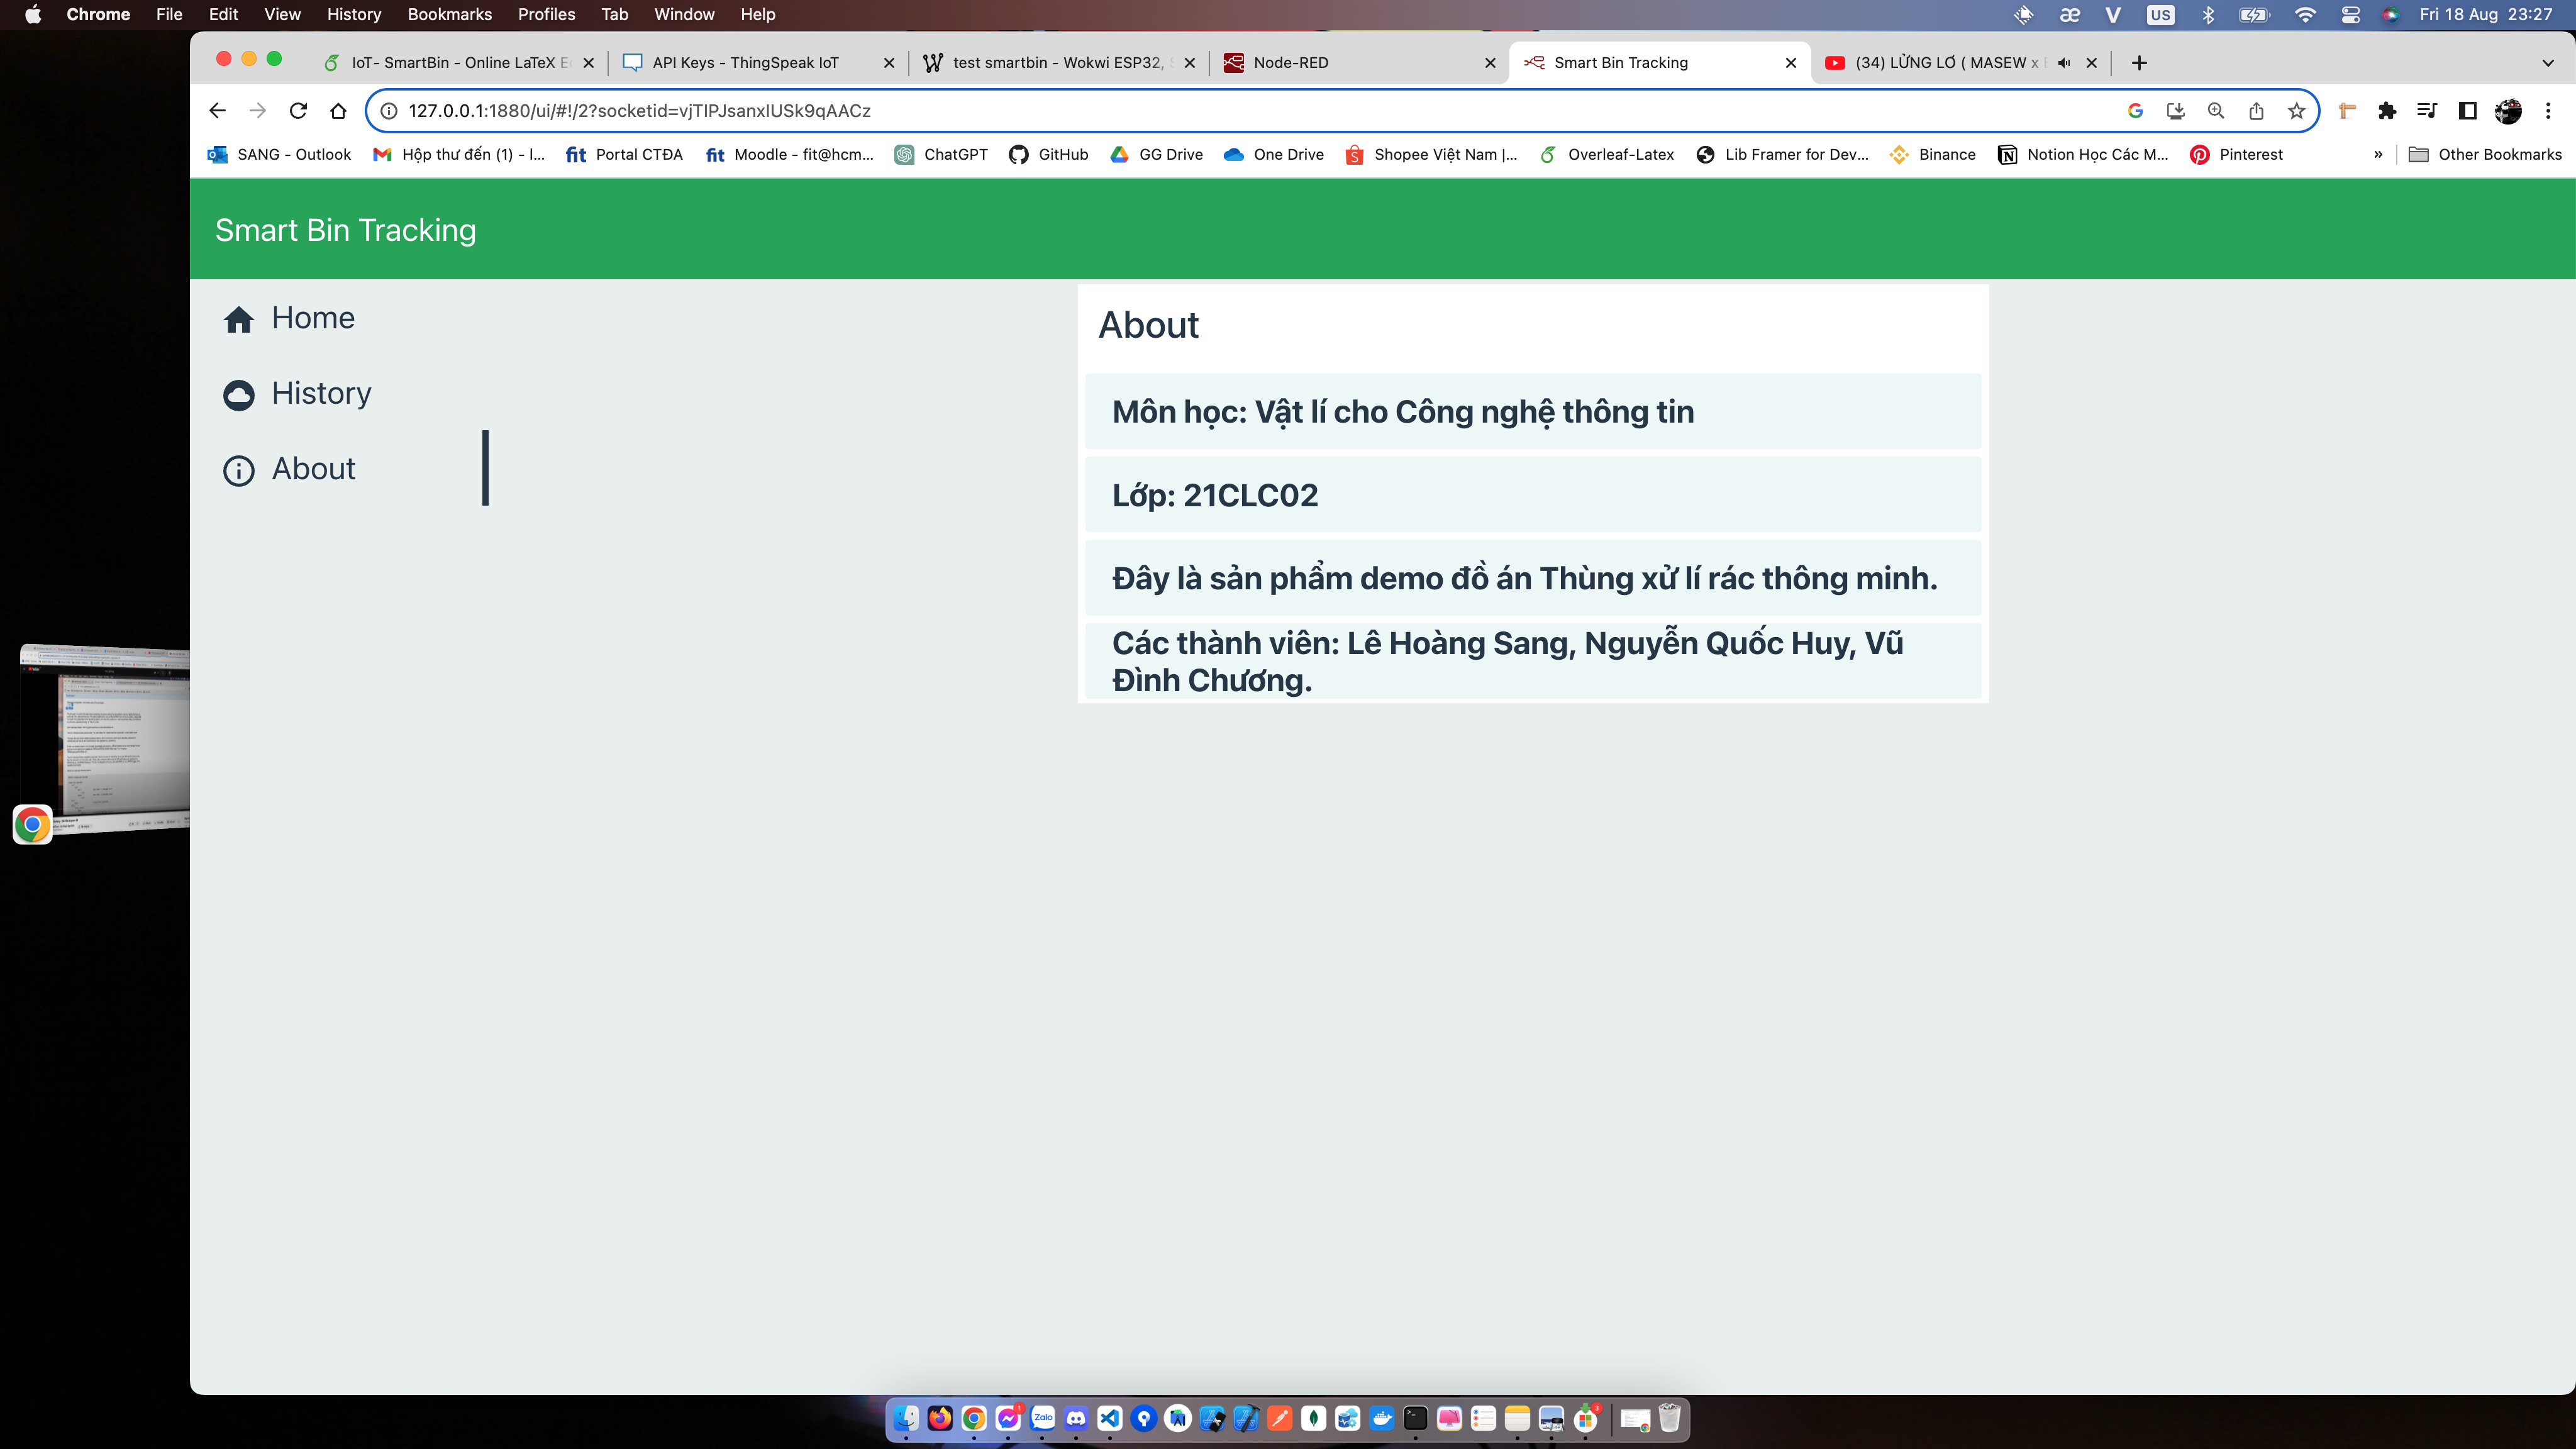 Chrome File Edit View History Bookmarks Profiles Tab Window Help US Fri 18 Aug 23:27
IoT- SmartBin - Online LaTeX API Keys - ThingSpeak IoT test smartbin - Wokwi ESP32, Node-RED Smart Bin Tracking (34) LỪNG LƠ ( MASEW x
127.0.0.1:1880/ui/#!/2?socketid=vjTIPJsanxIUSk9qAACz
SANG - Outlook Hộp thư đến (1) - l... fit Portal CTĐA fit Moodle - fit@hcm... ChatGPT GitHub GG Drive One Drive Shopee Việt Nam |... Overleaf-Latex Lib Framer for Dev... Binance Notion Học Các M... Pinterest » Other Bookmarks
Smart Bin Tracking
Home
History
About
About
Môn học: Vật lí cho Công nghệ thông tin
Lớp: 21CLC02
Đây là sản phẩm demo đồ án Thùng xử lí rác thông minh.
Các thành viên: Lê Hoàng Sang, Nguyễn Quốc Huy, Vũ
Đình Chương.
Zalo